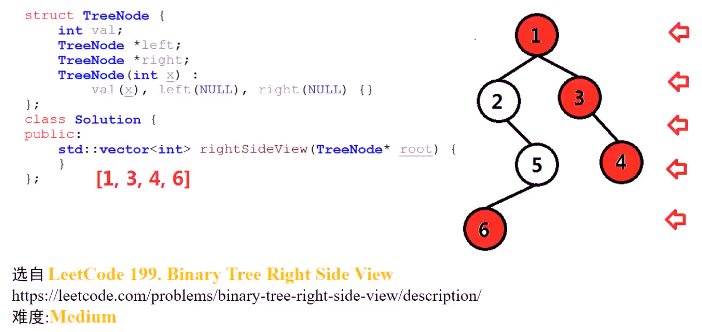 struct TreeNode {
int val;
TreeNode *left;
TreeNode *right;
TreeNode(int x) :
val(x), left(NULL), right(NULL) {}
};
class Solution {
public:
std::vector<int> rightSideView(TreeNode* root) {
}
};
[1, 3, 4, 6]
1
2
3
5
4
6
选自 LeetCode 199. Binary Tree Right Side View
https://leetcode.com/problems/binary-tree-right-side-view/description/
难度:Medium